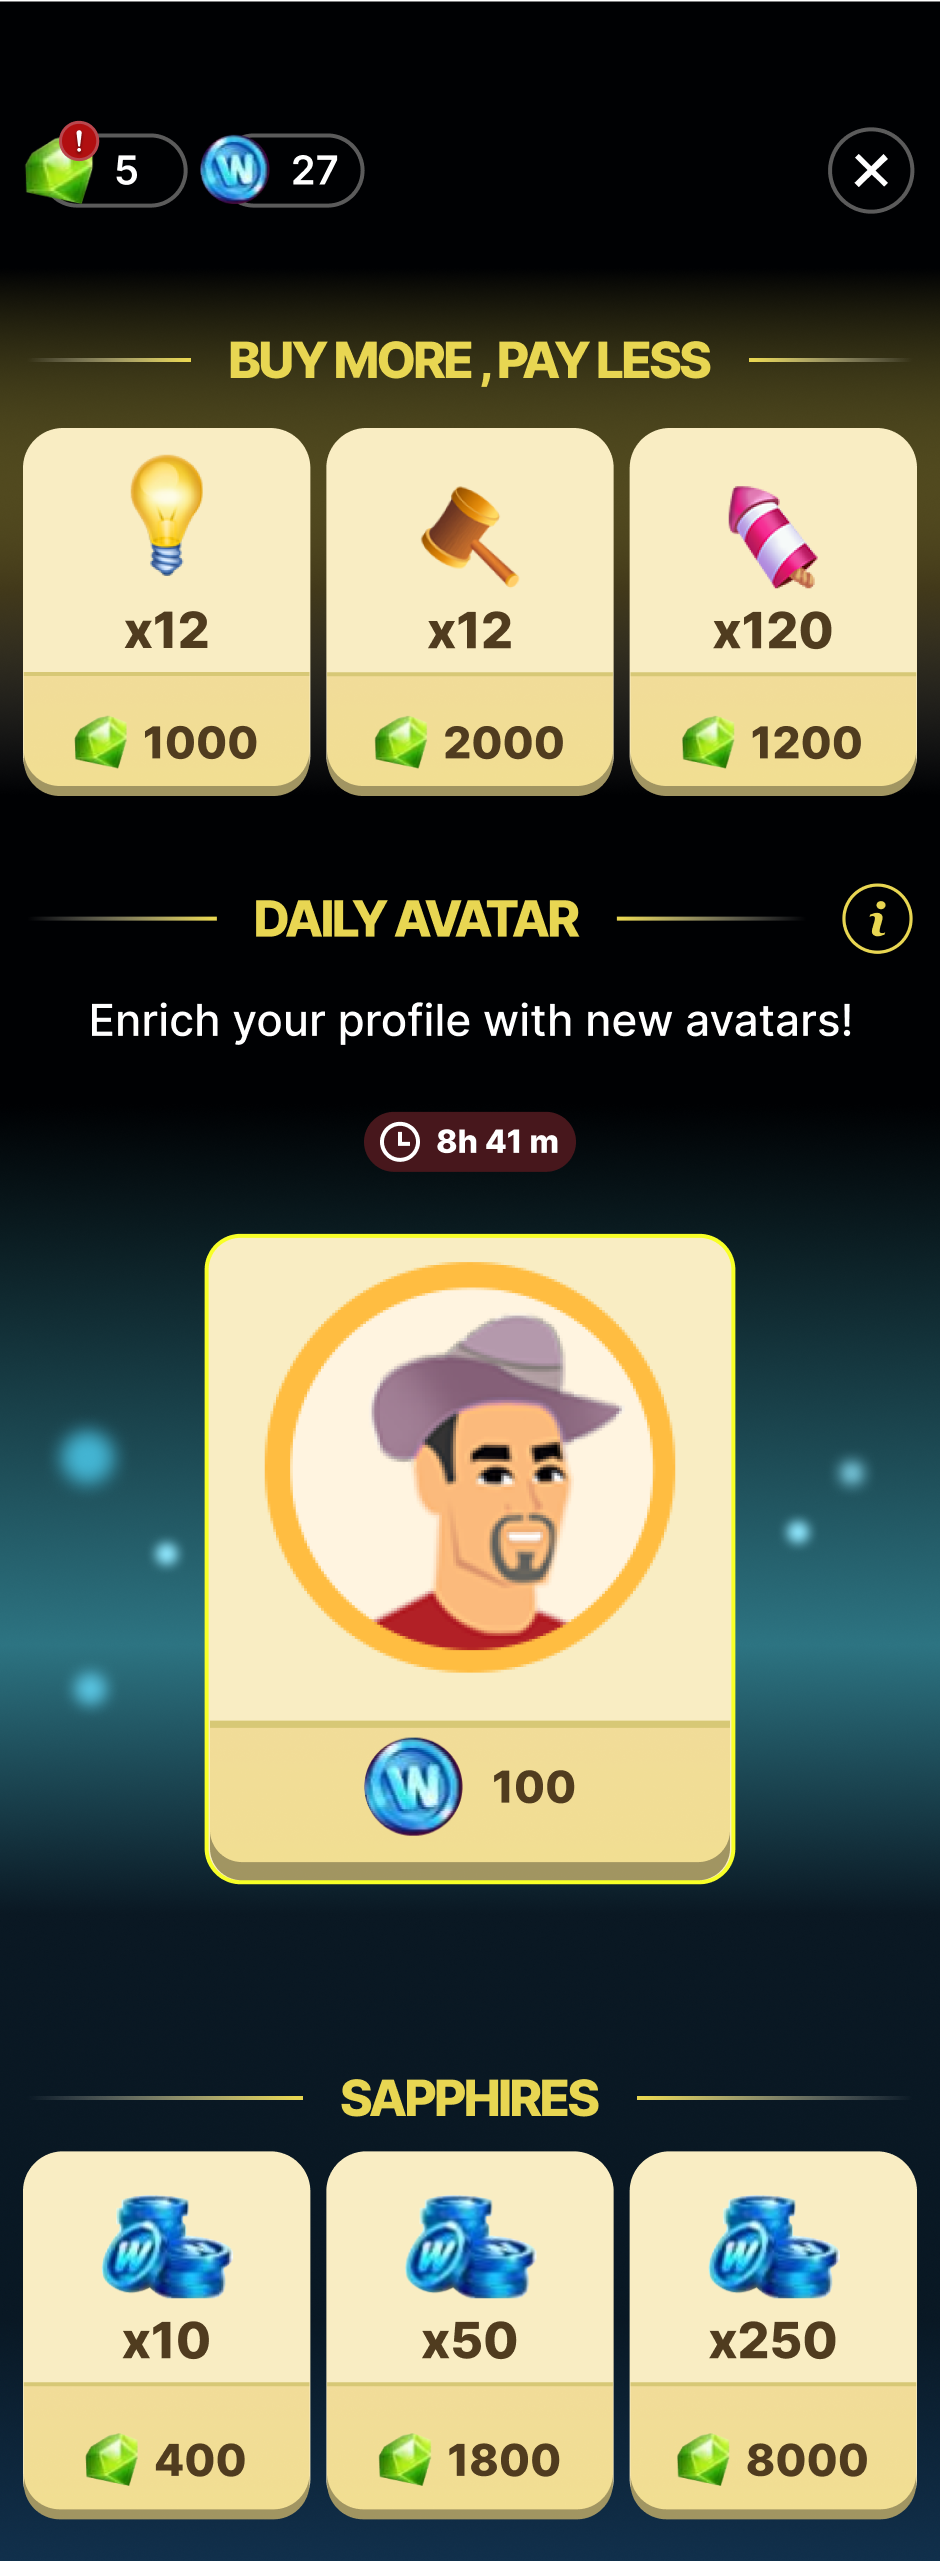 ! 5 W 27
BUY MORE , PAY LESS
x12 x12 x120
1000 2000 1200
DAILY AVATAR i
Enrich your profile with new avatars!
8h 41 m
W 100
SAPPHIRES
W W W
x10 x50 x250
400 1800 8000